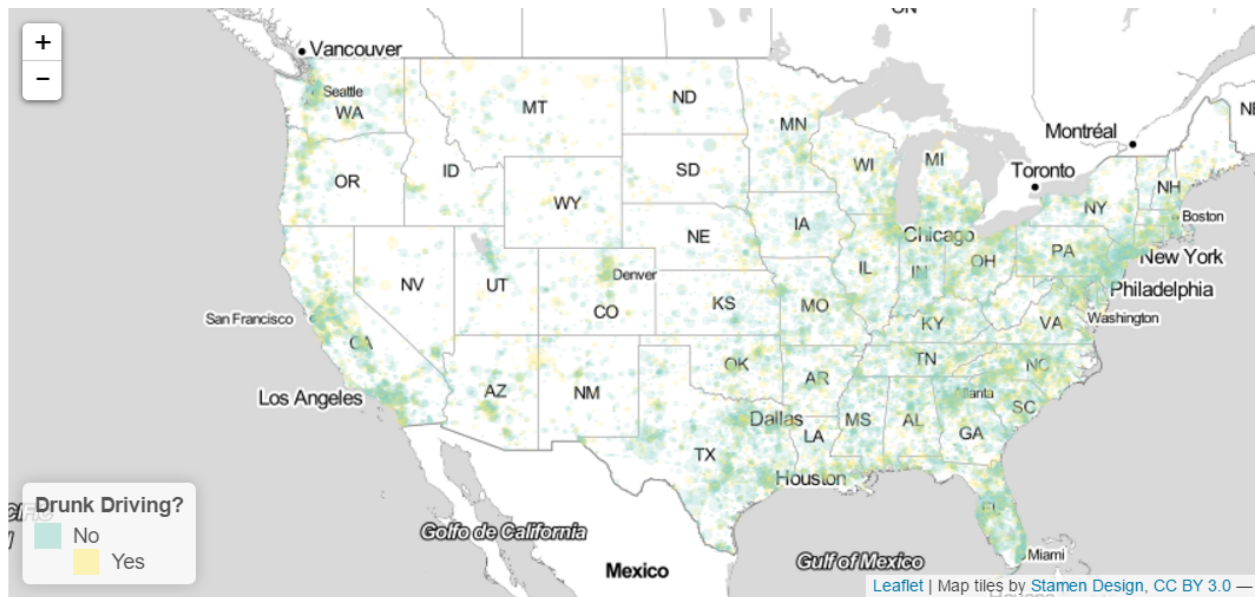 +
−
ON
Vancouver
Seattle
WA
MT
ND
MN
Montréal
NE
OR
ID
SD
WI
MI
Toronto
NH
WY
IA
NY
Boston
NE
Chicago
PA
New York
NV
UT
Denver
CO
IL
IN
OH
Philadelphia
San Francisco
CA
KS
MO
KY
VA
Washington
Los Angeles
AZ
NM
OK
AR
TN
NC
Atlanta
SC
Dallas
MS
AL
GA
LA
TX
Houston
FL
Drunk Driving?
No
Yes
Golfo de California
Mexico
Gulf of Mexico
Miami
Leaflet | Map tiles by Stamen Design, CC BY 3.0 —